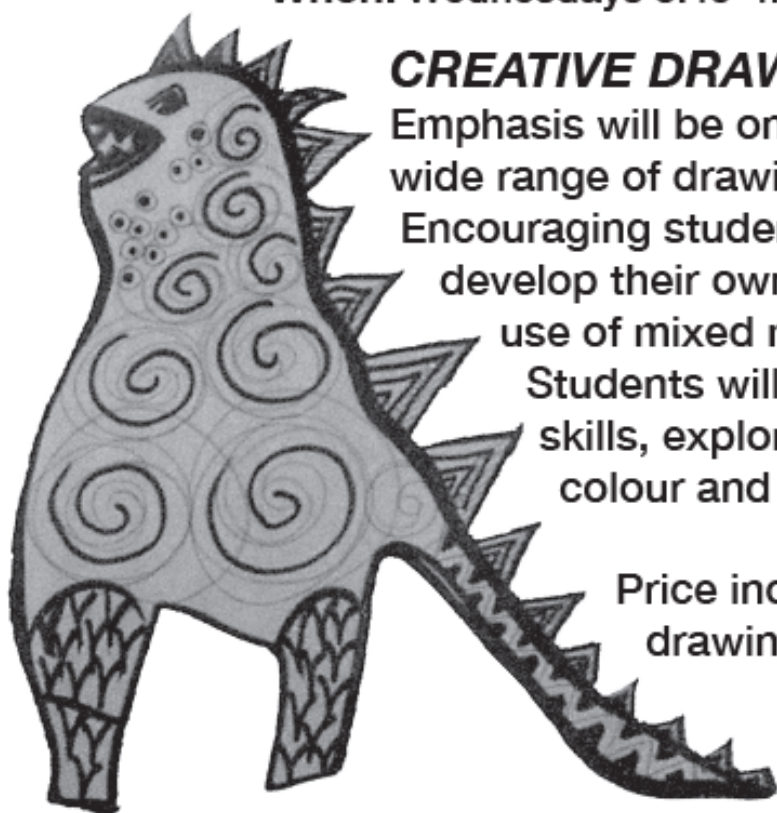 Wednesdays
CREATIVE DRAW
Emphasis will be on
wide range of drawi
Encouraging studen
develop their own
use of mixed
Students will
skills, explor
colour and
Price inc
drawin